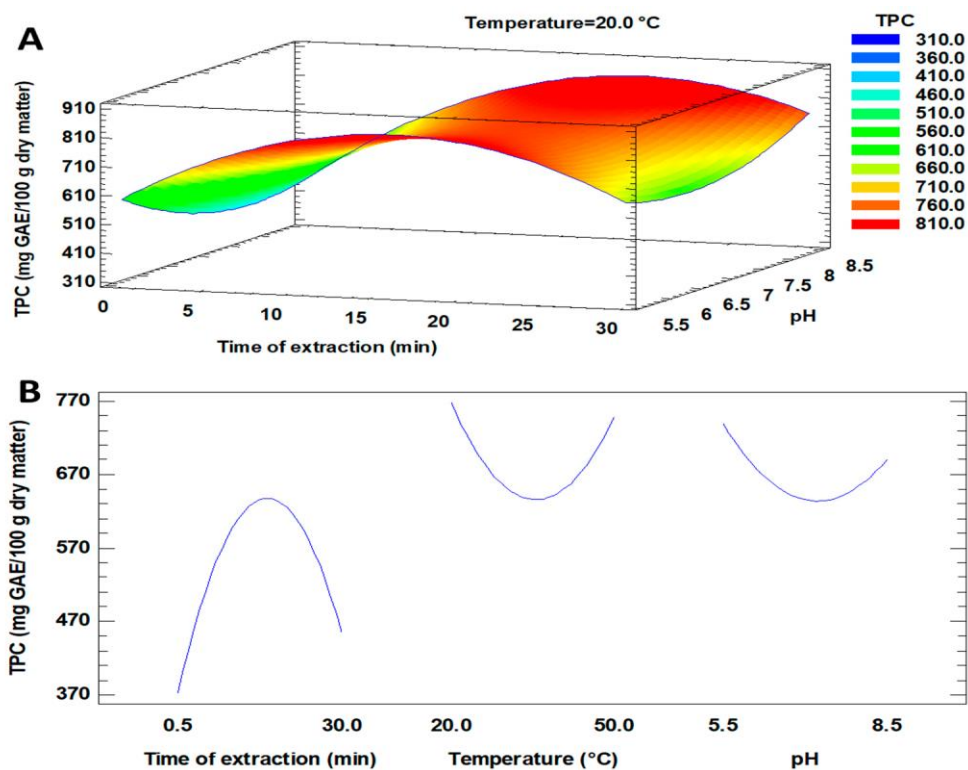 A
Temperature=20.0 °C
TPC
310.0
360.0
410.0
460.0
510.0
560.0
610.0
660.0
710.0
760.0
810.0
TPC (mg GAE/100 g dry matter)
910
810
710
610
510
410
310
0 5 10 15 20 25 30
Time of extraction (min)
5.5 6 6.5 7 7.5 8 8.5
pH
B
TPC (mg GAE/100 g dry matter)
770
670
570
470
370
0.5 30.0 20.0 50.0 5.5 8.5
Time of extraction (min) Temperature (°C) pH